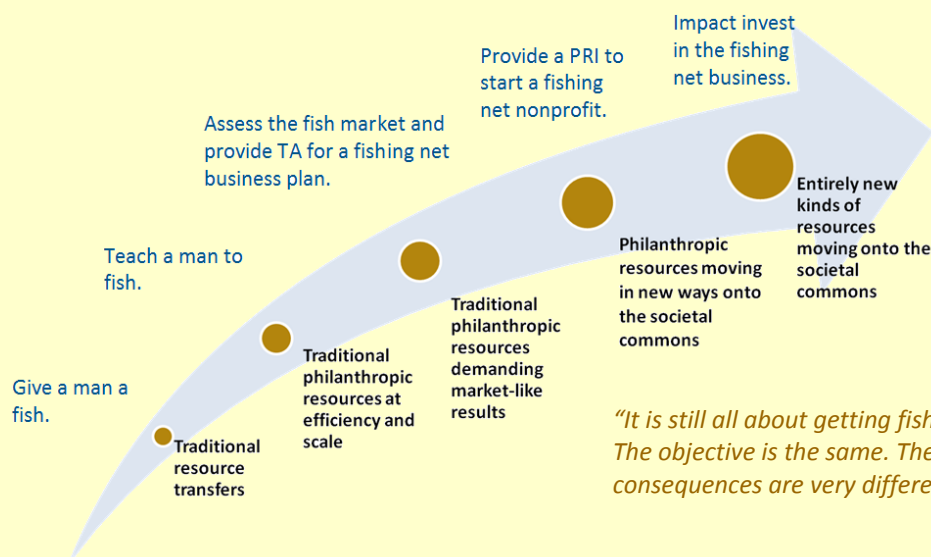 Impact invest
in the fishing
net business.
Provide a PRI to
start a fishing
net nonprofit.
Assess the fish market and
provide TA for a fishing net
business plan.
Teach a man to
fish.
Give a man a
fish.
Entirely new
kinds of
resources
moving onto the
societal
commons
Philanthropic
resources moving
in new ways onto
the societal
commons
Traditional
philanthropic
resources
demanding
market-like
results
Traditional
philanthropic
resources at
efficiency and
scale
Traditional
resource
transfers
“It is still all about getting fish
The objective is the same. The
consequences are very differe